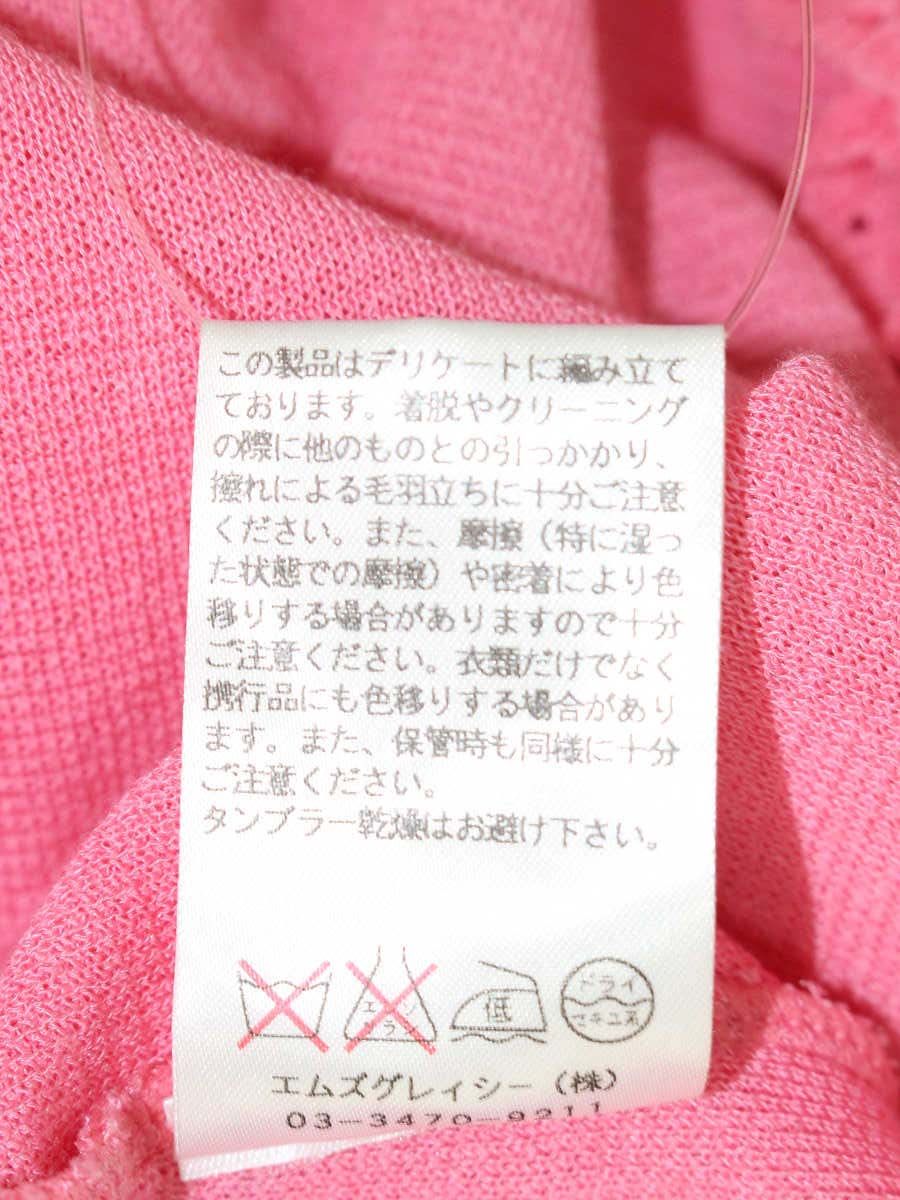 この製品はデリケートに編み立て
ております。着脱やクリーニング
の際に他のものとの引っかかり、
擦れによる毛羽立ちに十分ご注意
ください。また、摩擦（特に湿っ
た状態での摩擦）や密着により色
移りする場合がありますので十分
ご注意ください。衣類だけでなく
携行品にも色移りする場合があり
ます。また、保管時も同様に十分
ご注意ください。
タンブラー乾燥はお避け下さい。
エンソ
サラシ
低
ドライ
セキユ系
エムズグレイシー（株）
03-3470-9211